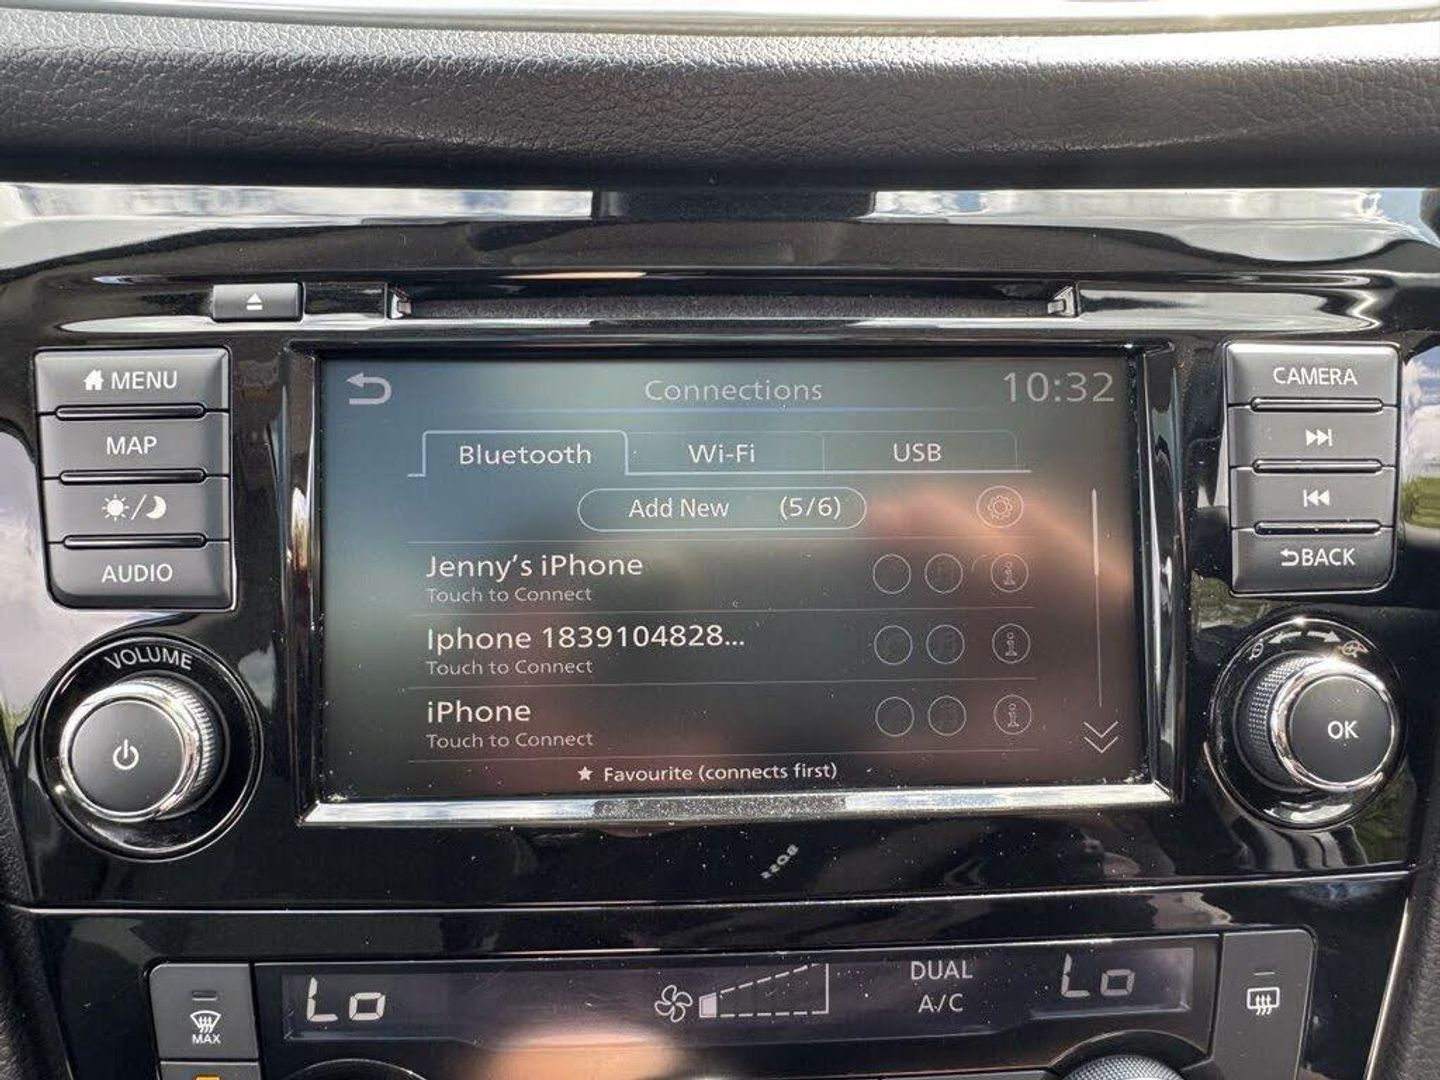 MENU
MAP
AUDIO
VOLUME
Connections
10:32
Bluetooth
Wi-Fi
USB
Add New (5/6)
Jenny's iPhone
Touch to Connect
Iphone 1839104828...
Touch to Connect
iPhone
Touch to Connect
★ Favourite (connects first)
CAMERA
BACK
OK
BOSS
MAX
Lo
DUAL
A/C
Lo